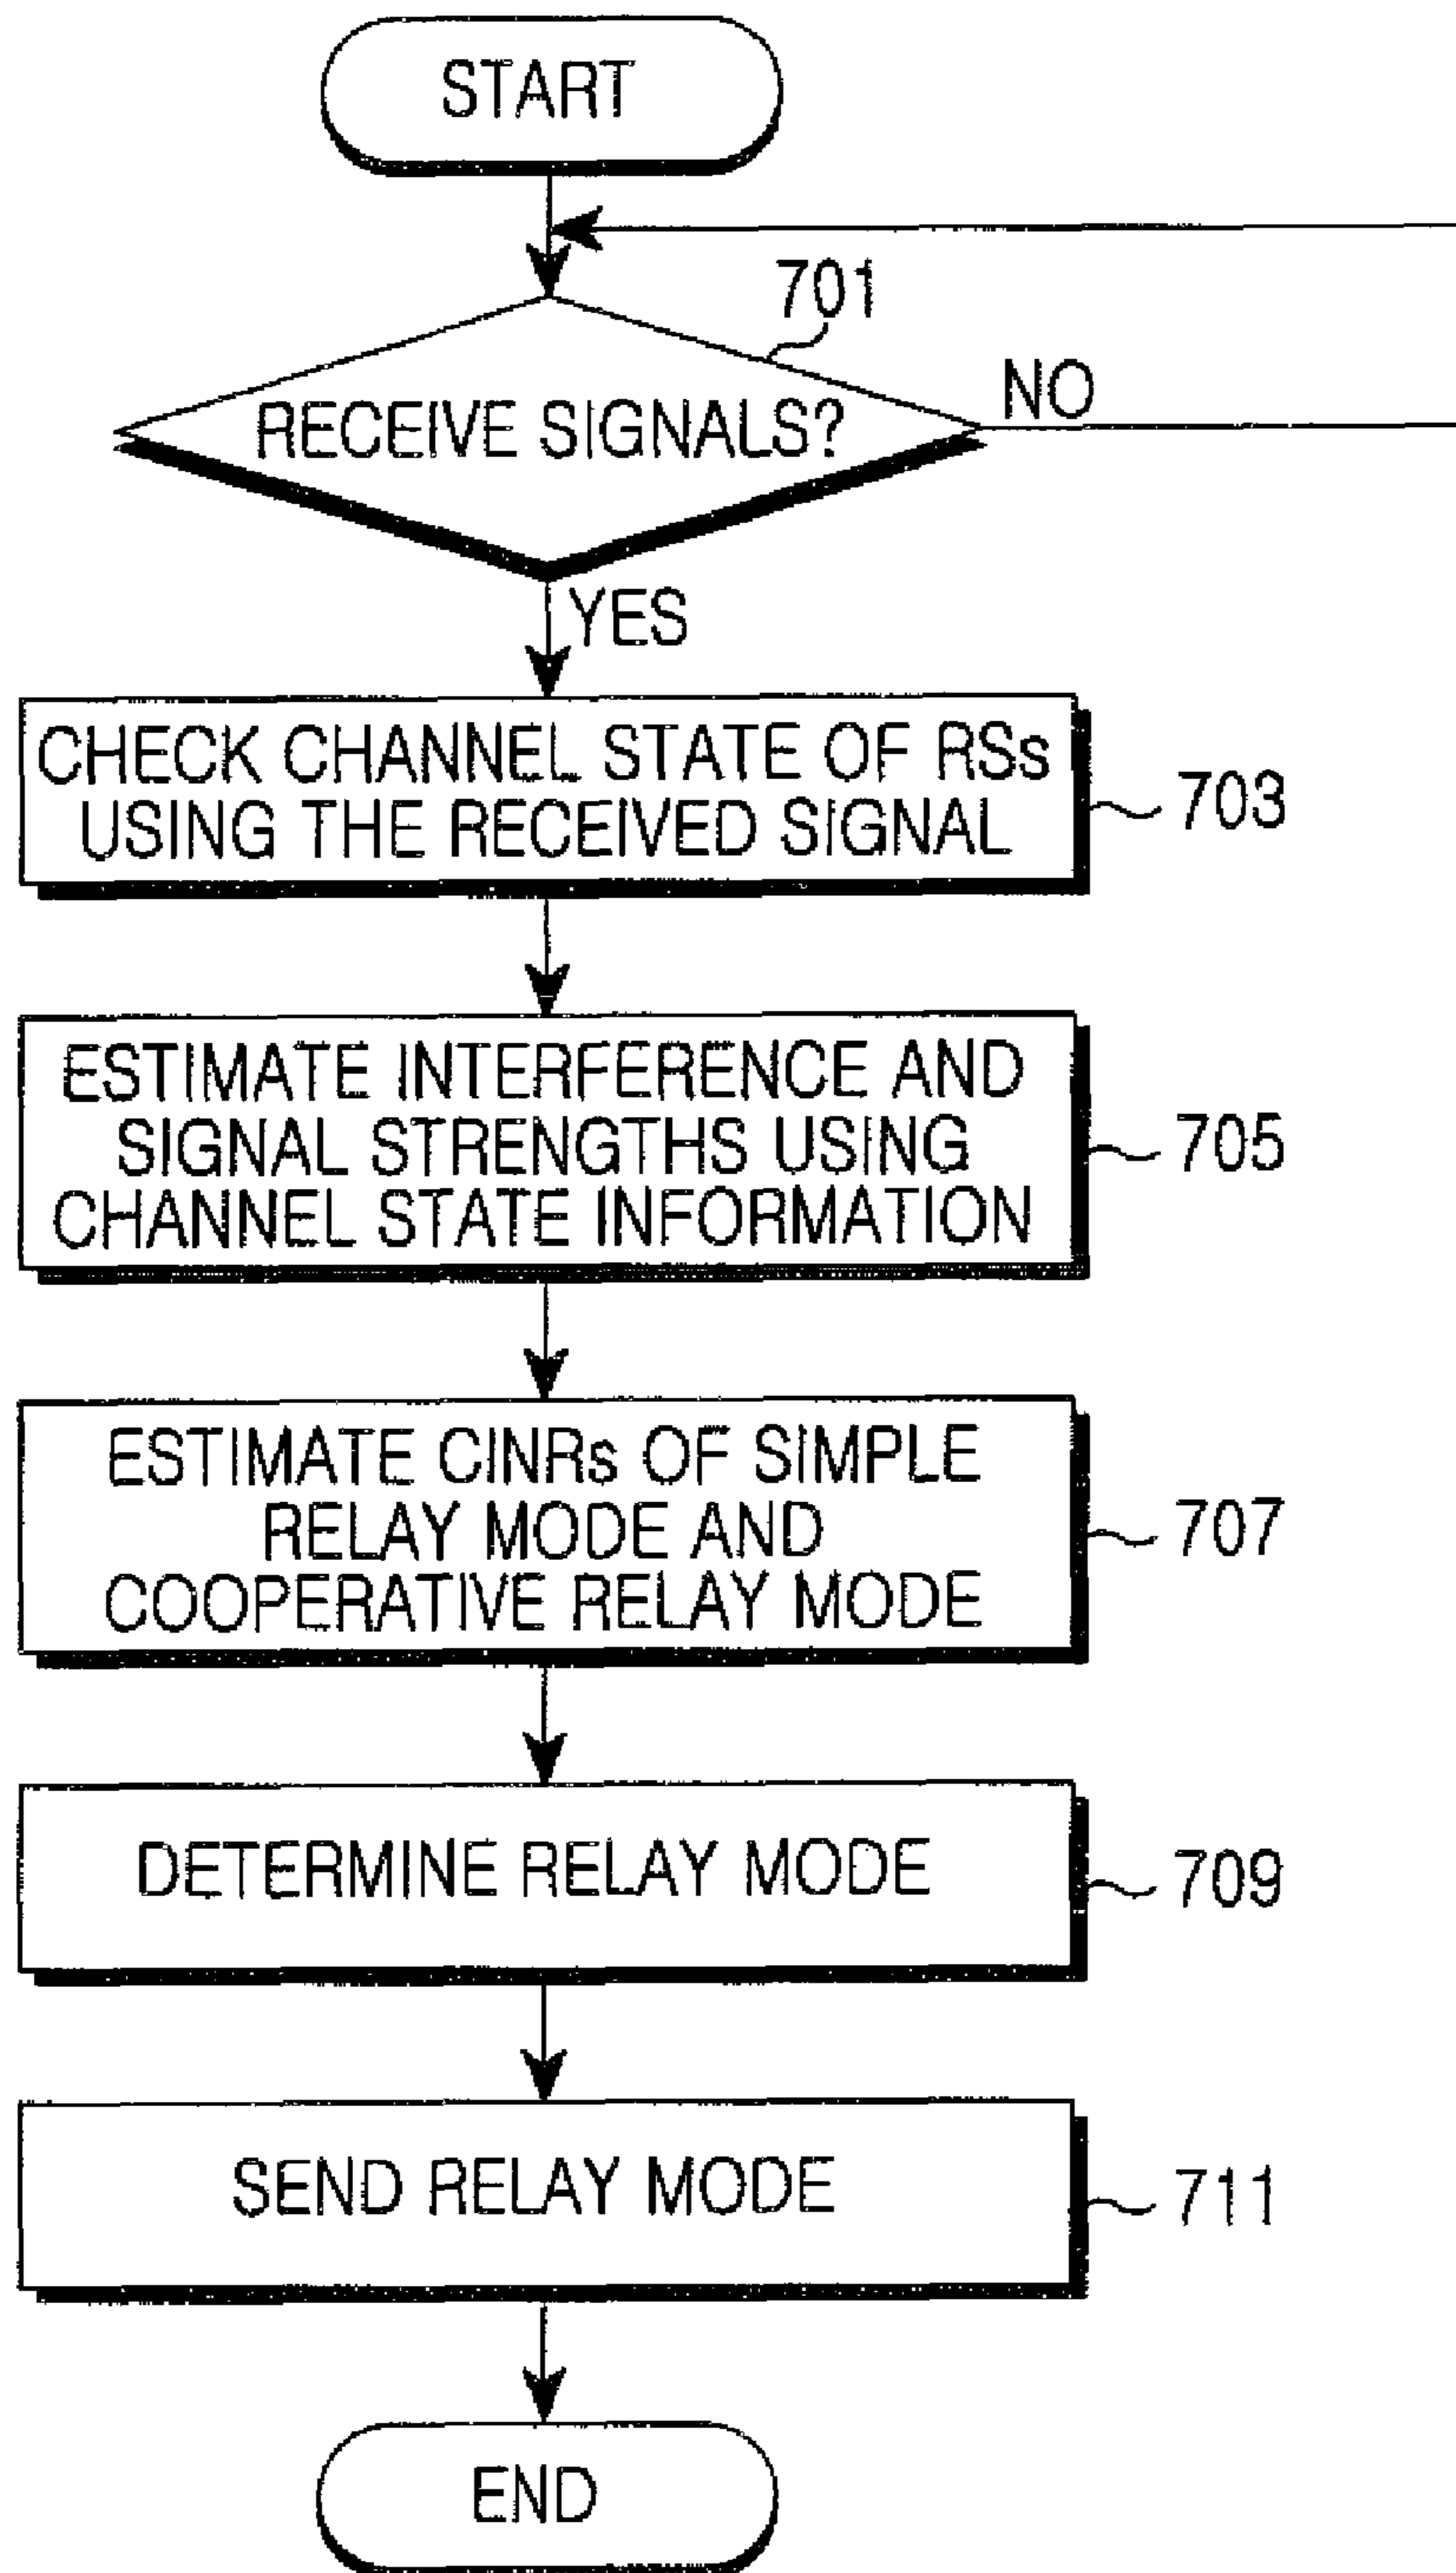 START
701
RECEIVE SIGNALS?
NO
YES
CHECK CHANNEL STATE OF RSs
USING THE RECEIVED SIGNAL
703
ESTIMATE INTERFERENCE AND
SIGNAL STRENGTHS USING
CHANNEL STATE INFORMATION
705
ESTIMATE CINRs OF SIMPLE
RELAY MODE AND
COOPERATIVE RELAY MODE
707
DETERMINE RELAY MODE
709
SEND RELAY MODE
711
END